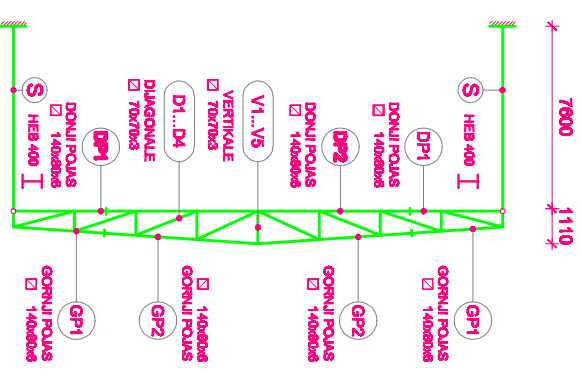 7600 1110
GP1
S
HEB 400
GORNJI POJAS
140x80x6
DP1
DONJI POJAS
140x80x6
GP2
DP2
GORNJI POJAS
140x80x6
DONJI POJAS
140x80x6
V1...V5
VERTIKALE
70x70x3
140x80x6
GORNJI POJAS
GP2
D1...D4
DIJAGONALE
70x70x3
DP1
GP1
DONJI POJAS
140x80x6
GORNJI POJAS
140x80x6
S
HEB 400